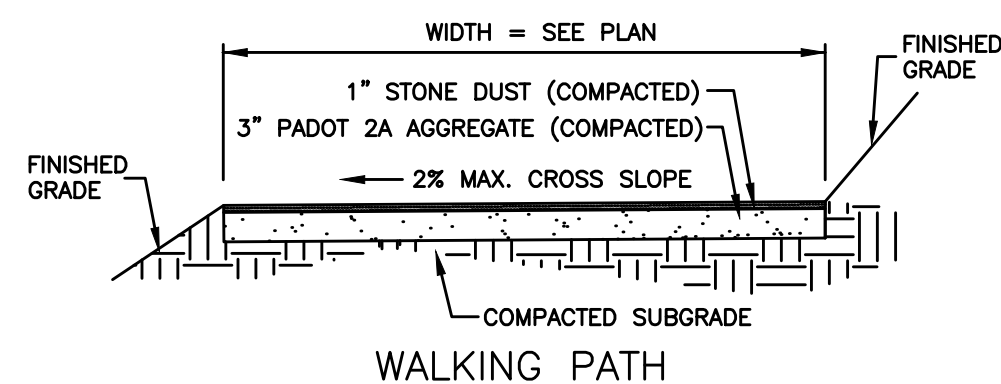 WIDTH = SEE PLAN
FINISHED
GRADE
1" STONE DUST (COMPACTED)
3" PADOT 2A AGGREGATE (COMPACTED)
FINISHED
GRADE
2% MAX. CROSS SLOPE
COMPACTED SUBGRADE
WALKING PATH